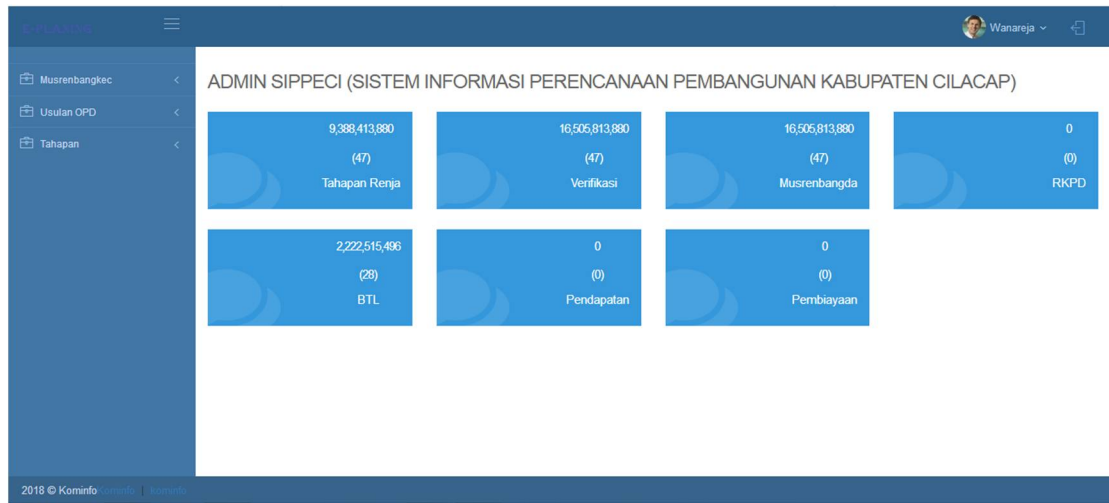 Wanareja
Musrenbangkec
Usulan OPD
Tahapan
ADMIN SIPPECI (SISTEM INFORMASI PERENCANAAN PEMBANGUNAN KABUPATEN CILACAP)
9,388,413,880
(47)
Tahapan Renja
16,505,813,880
(47)
Verifikasi
16,505,813,880
(47)
Musrenbangda
0
(0)
RKPD
2,222,515,496
(28)
BTL
0
(0)
Pendapatan
0
(0)
Pembiayaan
2018 © Kominfo Kominfo | kominfo